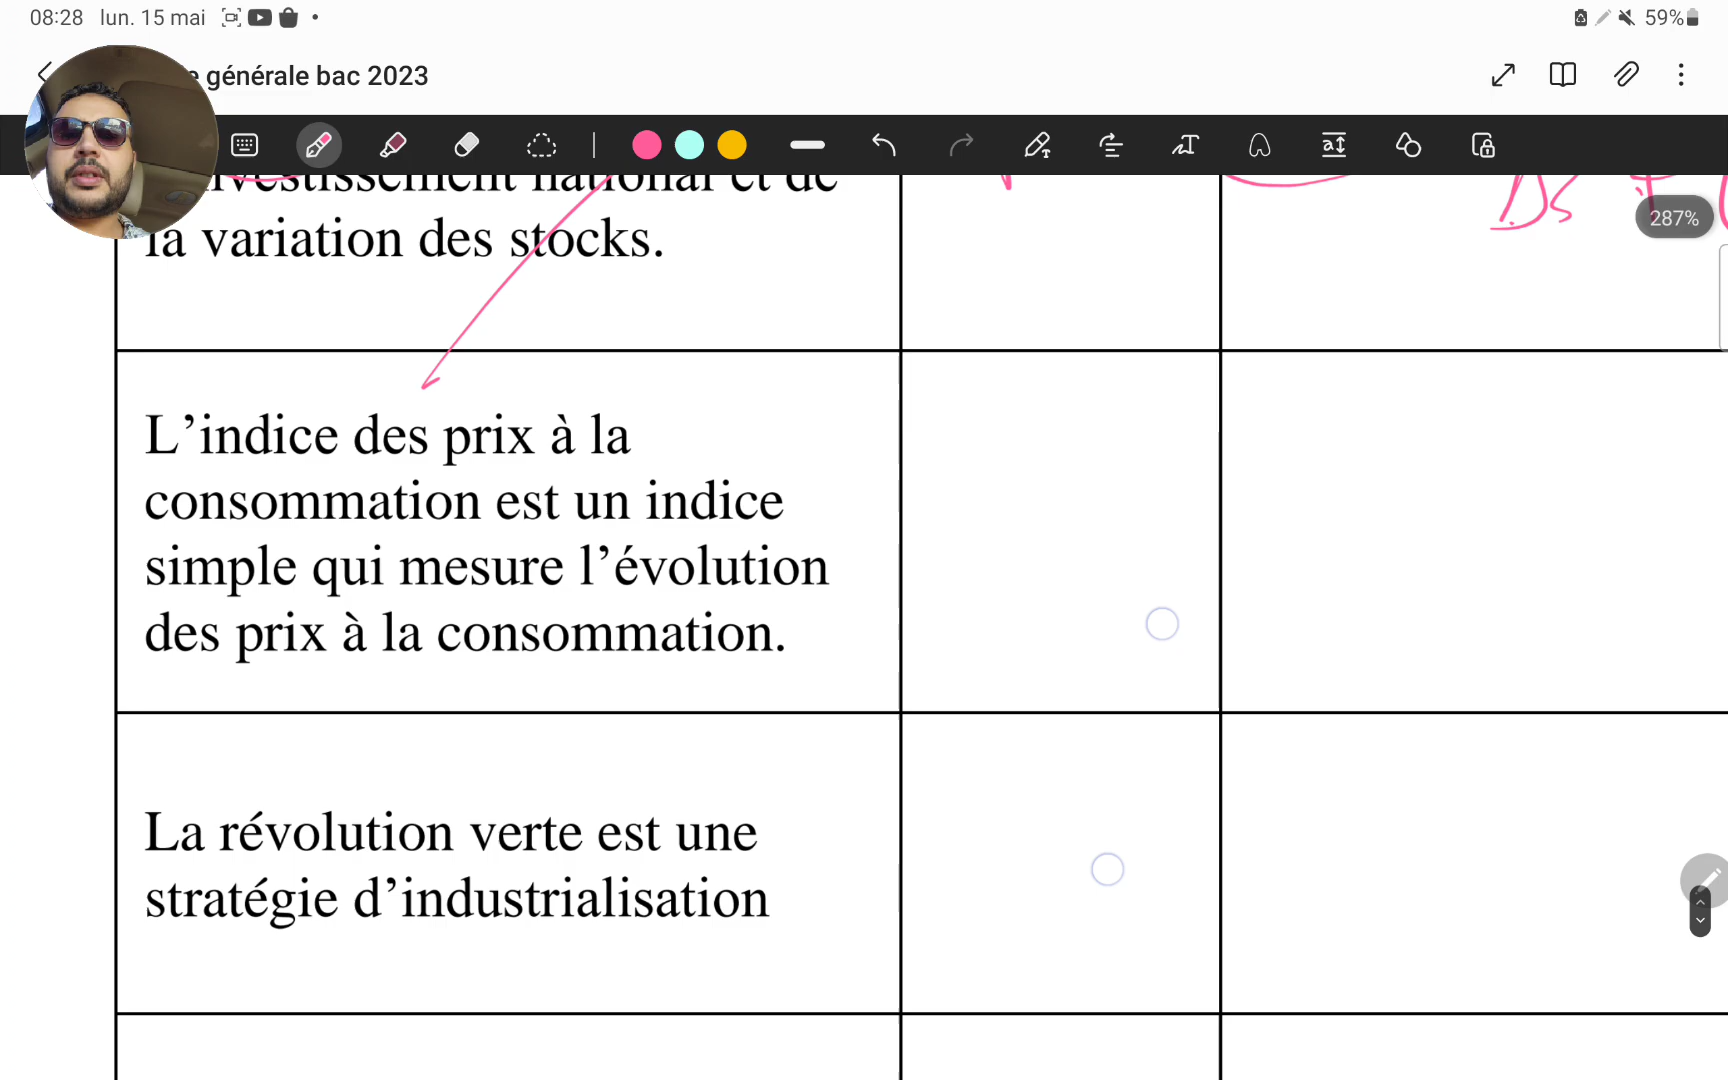 08:28 lun. 15 mai 59%
générale bac 2023
287%
la variation des stocks.
L’indice des prix à la
consommation est un indice
simple qui mesure l’évolution
des prix à la consommation.
La révolution verte est une
stratégie d’industrialisation